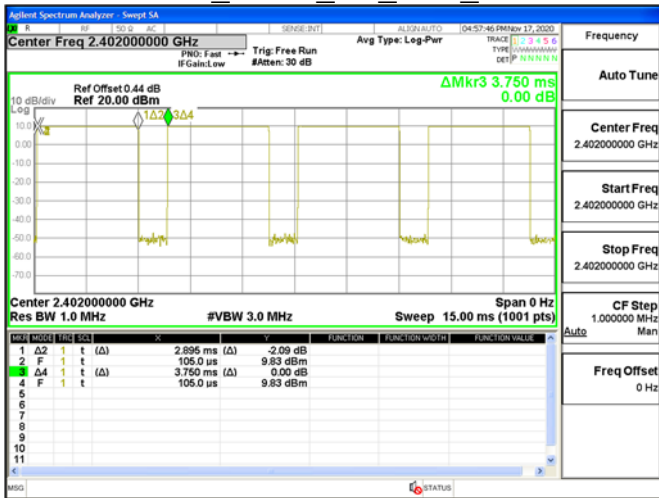 Agilent Spectrum Analyzer - Swept SA
R RF 50 Ω AC SENSE:INT ALIGN AUTO 04:57:46 PM Nov 17, 2020
Center Freq 2.402000000 GHz
PNO: Fast
IFGain:Low
Trig: Free Run
#Atten: 30 dB
Avg Type: Log-Pwr
TRACE 1 2 3 4 5 6
TYPE WWWWWW
DET P N N N N N
Frequency
Auto Tune
Center Freq
2.402000000 GHz
Start Freq
2.402000000 GHz
Stop Freq
2.402000000 GHz
CF Step
1.000000 MHz
Auto Man
Freq Offset
0 Hz
Ref Offset 0.44 dB
Ref 20.00 dBm
10 dB/div
Log
ΔMkr3 3.750 ms
0.00 dB
1Δ2 3Δ4
10.0
0.00
-10.0
-20.0
-30.0
-40.0
-50.0
-60.0
-70.0
Center 2.402000000 GHz Span 0 Hz
Res BW 1.0 MHz #VBW 3.0 MHz Sweep 15.00 ms (1001 pts)
MKR MODE TRC SCL X Y FUNCTION FUNCTION WIDTH FUNCTION VALUE
1 Δ2 1 t (Δ) 2.895 ms (Δ) -2.09 dB
2 F 1 t 105.0 µs 9.83 dBm
3 Δ4 1 t (Δ) 3.750 ms (Δ) 0.00 dB
4 F 1 t 105.0 µs 9.83 dBm
5
6
7
8
9
10
11
MSG STATUS